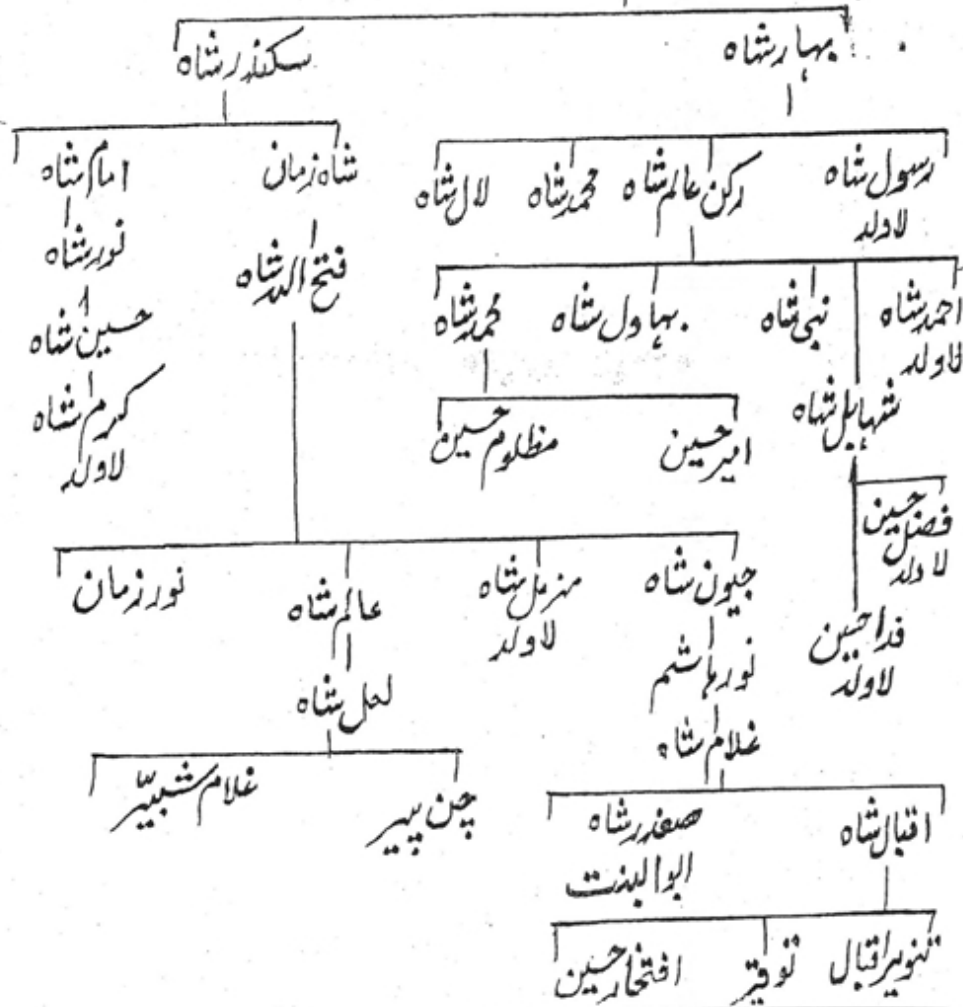 بہار شاہ سکندر شاہ
رسول شاہ رکن عالم شاہ محمد شاہ لال شاہ شاہ زمان امام شاہ
لاولد
نور شاہ
فتح اللہ شاہ
احمد شاہ نبی شاہ بہاول شاہ محمد شاہ حسین شاہ
لاولد
شہابل شاہ کرم شاہ
لاولد
امیر حسین مظلوم حسین
فضل حسین
لاولد
جیون شاہ مزمل شاہ عالم شاہ نور زمان
لاولد
فدا حسین
لاولد
نور ہاشم لعل شاہ
غلام شاہ
چن پیر غلام شبیر
اقبال شاہ صفدر شاہ
ابوالبنت
تنویر اقبال توقیر افتخار حسین